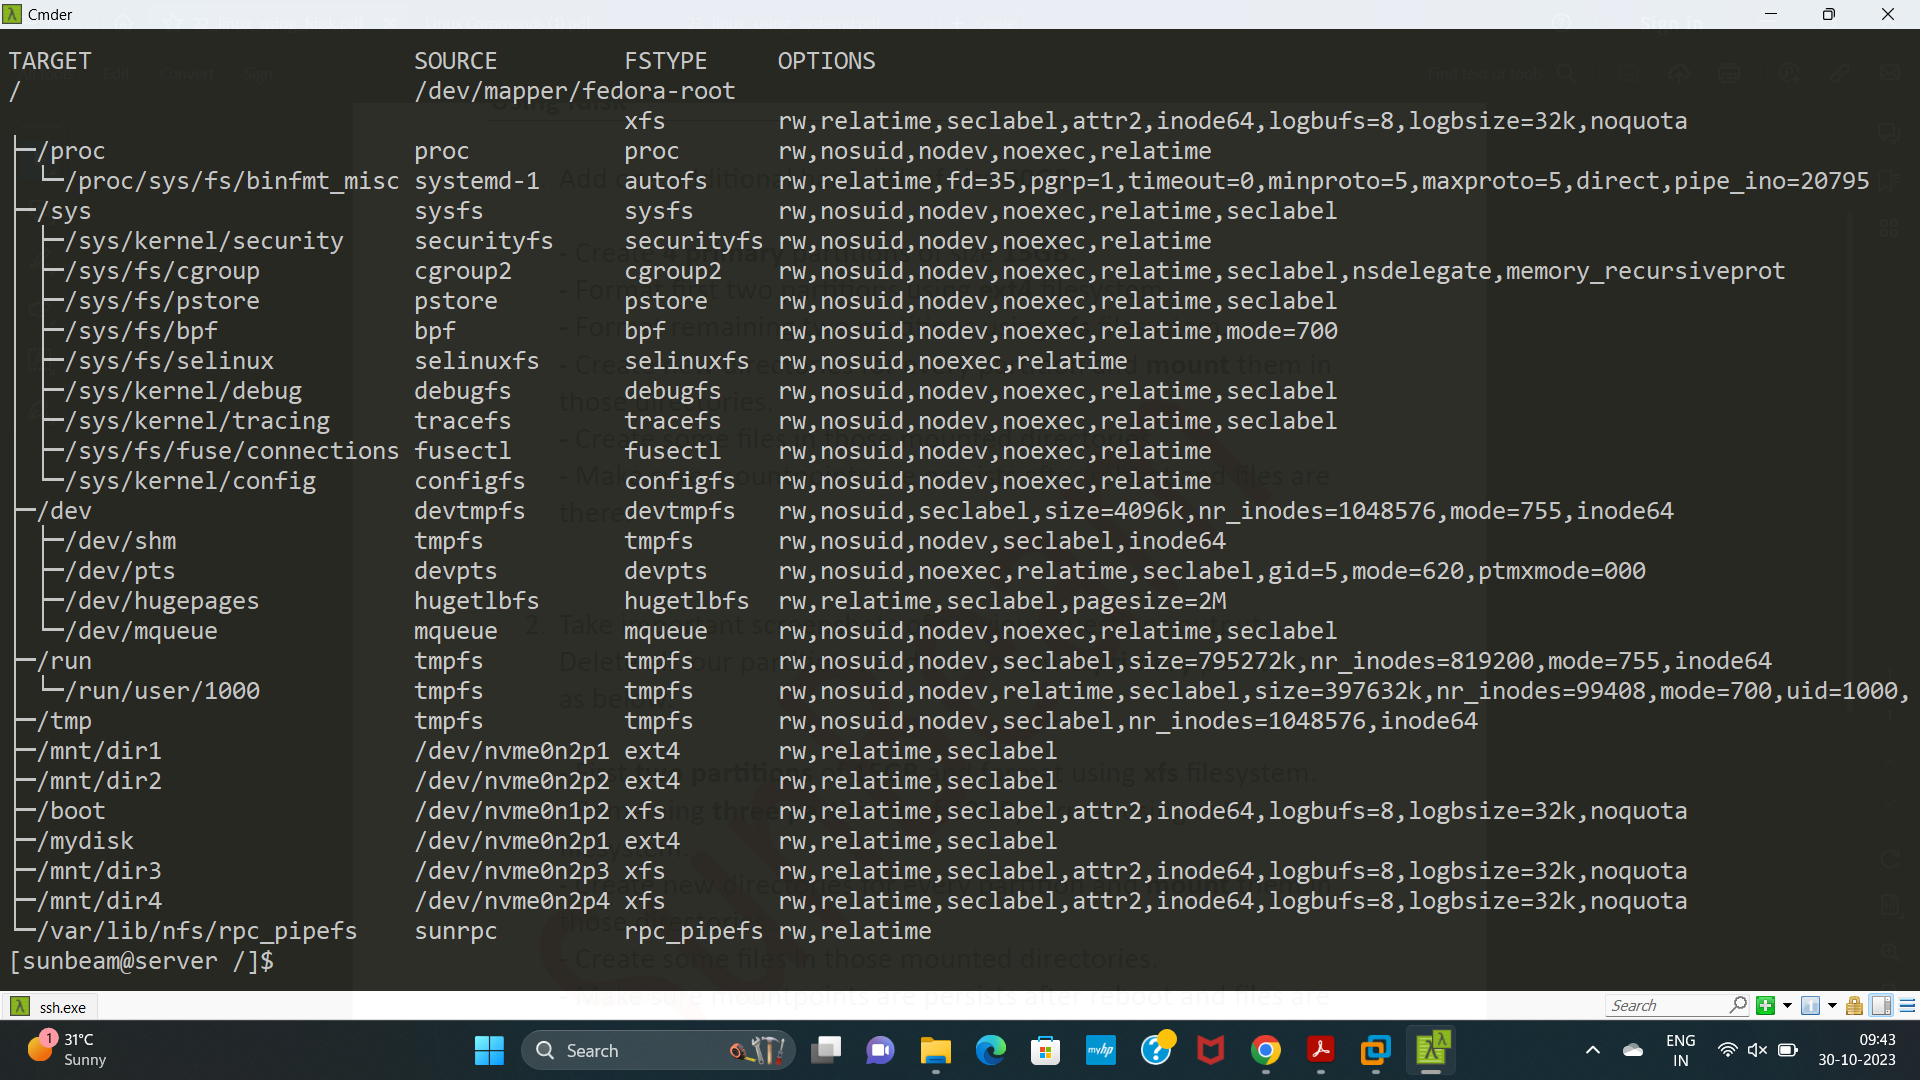 Cmder
TARGET SOURCE FSTYPE OPTIONS
/ /dev/mapper/fedora-root
xfs rw,relatime,seclabel,attr2,inode64,logbufs=8,logbsize=32k,noquota
├─/proc proc proc rw,nosuid,nodev,noexec,relatime
│ └─/proc/sys/fs/binfmt_misc systemd-1 autofs rw,relatime,fd=35,pgrp=1,timeout=0,minproto=5,maxproto=5,direct,pipe_ino=20795
├─/sys sysfs sysfs rw,nosuid,nodev,noexec,relatime,seclabel
│ ├─/sys/kernel/security securityfs securityfs rw,nosuid,nodev,noexec,relatime
│ ├─/sys/fs/cgroup cgroup2 cgroup2 rw,nosuid,nodev,noexec,relatime,seclabel,nsdelegate,memory_recursiveprot
│ ├─/sys/fs/pstore pstore pstore rw,nosuid,nodev,noexec,relatime,seclabel
│ ├─/sys/fs/bpf bpf bpf rw,nosuid,nodev,noexec,relatime,mode=700
│ ├─/sys/fs/selinux selinuxfs selinuxfs rw,nosuid,noexec,relatime
│ ├─/sys/kernel/debug debugfs debugfs rw,nosuid,nodev,noexec,relatime,seclabel
│ ├─/sys/kernel/tracing tracefs tracefs rw,nosuid,nodev,noexec,relatime,seclabel
│ ├─/sys/fs/fuse/connections fusectl fusectl rw,nosuid,nodev,noexec,relatime
│ └─/sys/kernel/config configfs configfs rw,nosuid,nodev,noexec,relatime
├─/dev devtmpfs devtmpfs rw,nosuid,seclabel,size=4096k,nr_inodes=1048576,mode=755,inode64
│ ├─/dev/shm tmpfs tmpfs rw,nosuid,nodev,seclabel,inode64
│ ├─/dev/pts devpts devpts rw,nosuid,noexec,relatime,seclabel,gid=5,mode=620,ptmxmode=000
│ ├─/dev/hugepages hugetlbfs hugetlbfs rw,relatime,seclabel,pagesize=2M
│ └─/dev/mqueue mqueue mqueue rw,nosuid,nodev,noexec,relatime,seclabel
├─/run tmpfs tmpfs rw,nosuid,nodev,seclabel,size=795272k,nr_inodes=819200,mode=755,inode64
│ └─/run/user/1000 tmpfs tmpfs rw,nosuid,nodev,relatime,seclabel,size=397632k,nr_inodes=99408,mode=700,uid=1000,
├─/tmp tmpfs tmpfs rw,nosuid,nodev,seclabel,nr_inodes=1048576,inode64
├─/mnt/dir1 /dev/nvme0n2p1 ext4 rw,relatime,seclabel
├─/mnt/dir2 /dev/nvme0n2p2 ext4 rw,relatime,seclabel
├─/boot /dev/nvme0n1p2 xfs rw,relatime,seclabel,attr2,inode64,logbufs=8,logbsize=32k,noquota
├─/mydisk /dev/nvme0n2p1 ext4 rw,relatime,seclabel
├─/mnt/dir3 /dev/nvme0n2p3 xfs rw,relatime,seclabel,attr2,inode64,logbufs=8,logbsize=32k,noquota
├─/mnt/dir4 /dev/nvme0n2p4 xfs rw,relatime,seclabel,attr2,inode64,logbufs=8,logbsize=32k,noquota
└─/var/lib/nfs/rpc_pipefs sunrpc rpc_pipefs rw,relatime
[sunbeam@server /]$
ssh.exe Search
1 31°C
Sunny
Search
myhp
ENG
IN
09:43
30-10-2023